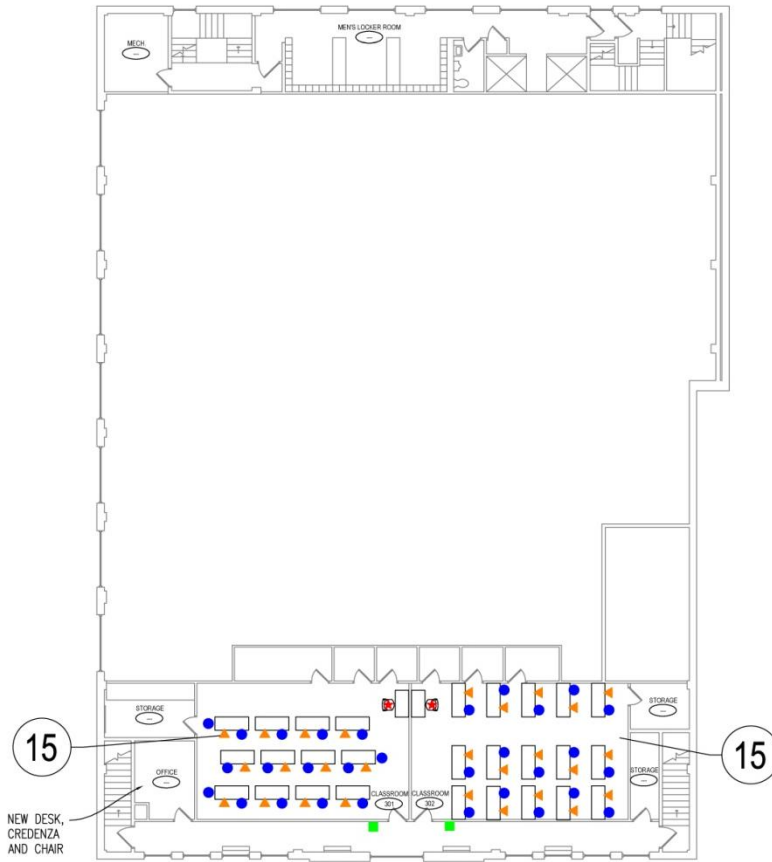 MEN'S LOCKER ROOM
MECH.
STORAGE
STORAGE
15
15
OFFICE
STORAGE
CLASSROOM
301
CLASSROOM
302
NEW DESK,
CREDENZA
AND CHAIR